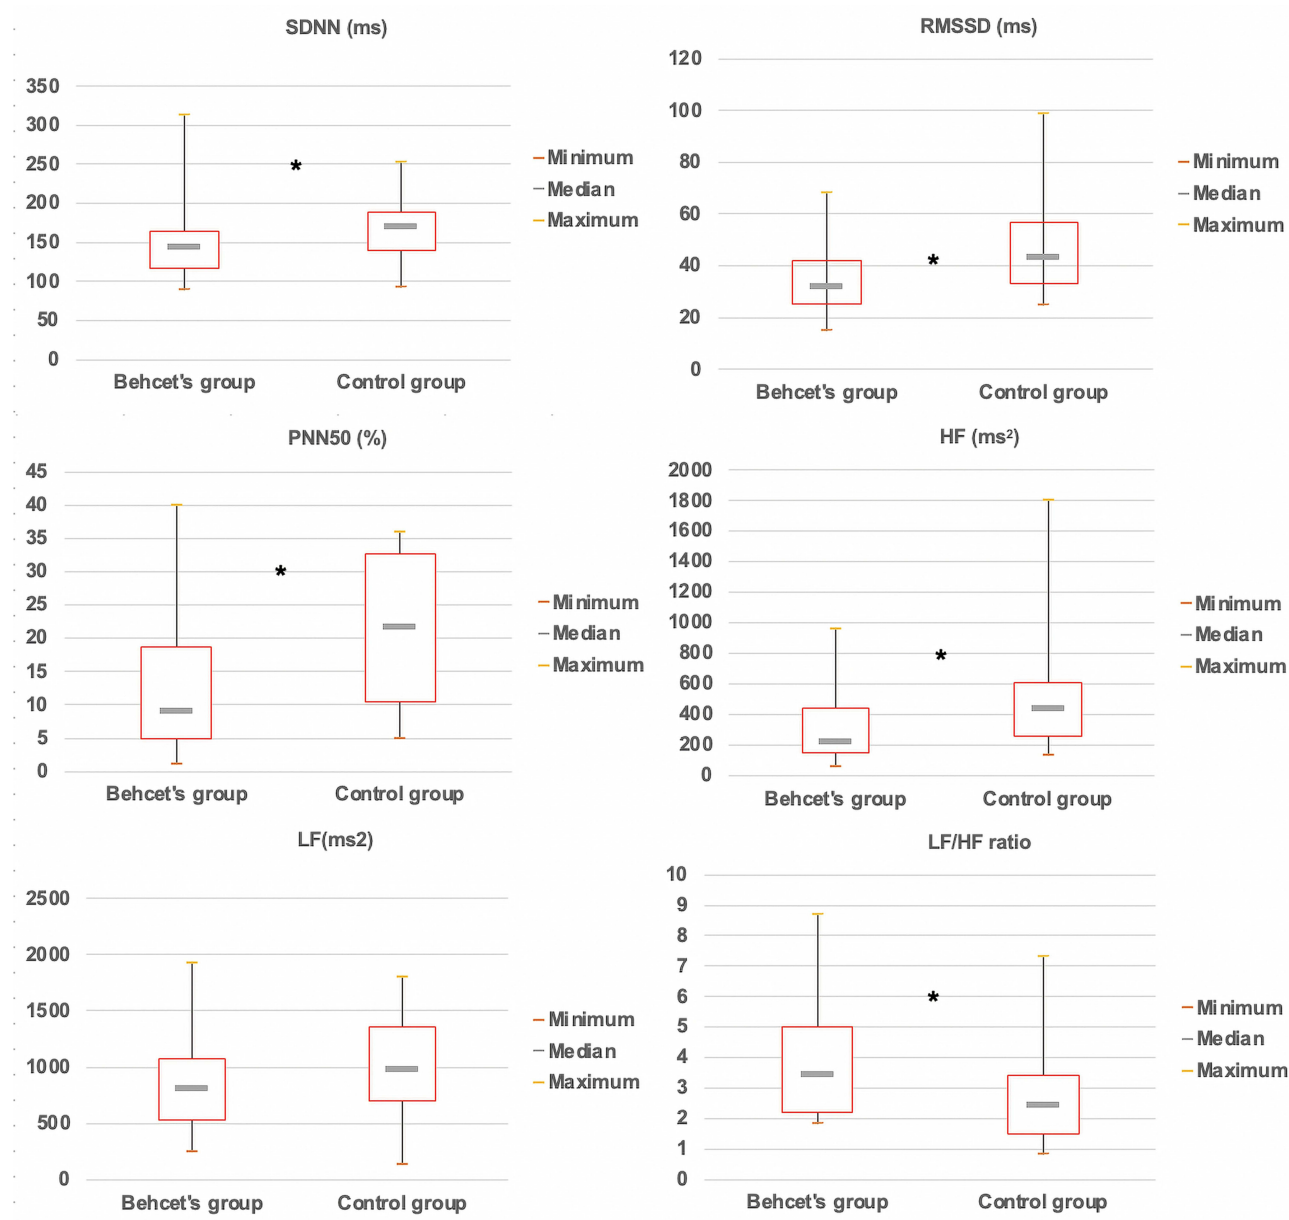 SDNN (ms)
350
300
250
200
150
100
50
0
*
Behcet's group
Control group
Minimum
Median
Maximum
RMSSD (ms)
120
100
80
60
40
20
0
*
Behcet's group
Control group
Minimum
Median
Maximum
PNN50 (%)
45
40
35
30
25
20
15
10
5
0
*
Behcet's group
Control group
Minimum
Median
Maximum
HF (ms²)
2000
1800
1600
1400
1200
1000
800
600
400
200
0
*
Behcet's group
Control group
Minimum
Median
Maximum
LF(ms2)
2500
2000
1500
1000
500
0
Behcet's group
Control group
Minimum
Median
Maximum
LF/HF ratio
10
9
8
7
6
5
4
3
2
1
0
*
Behcet's group
Control group
Minimum
Median
Maximum